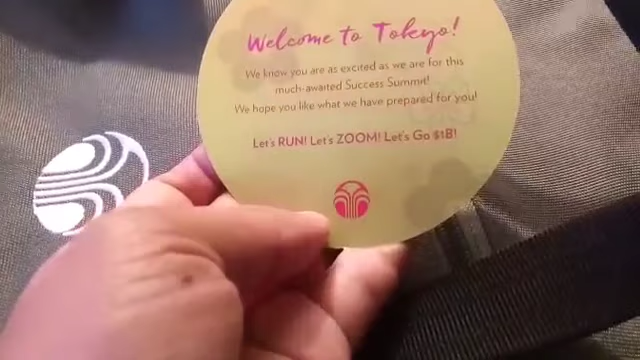 Welcome to Tokyo!
We know you are as excited as we are for this
much-awaited Success Summit!
We hope you like what we have prepared for you!
Let's RUN! Let's ZOOM! Let's Go $1B!